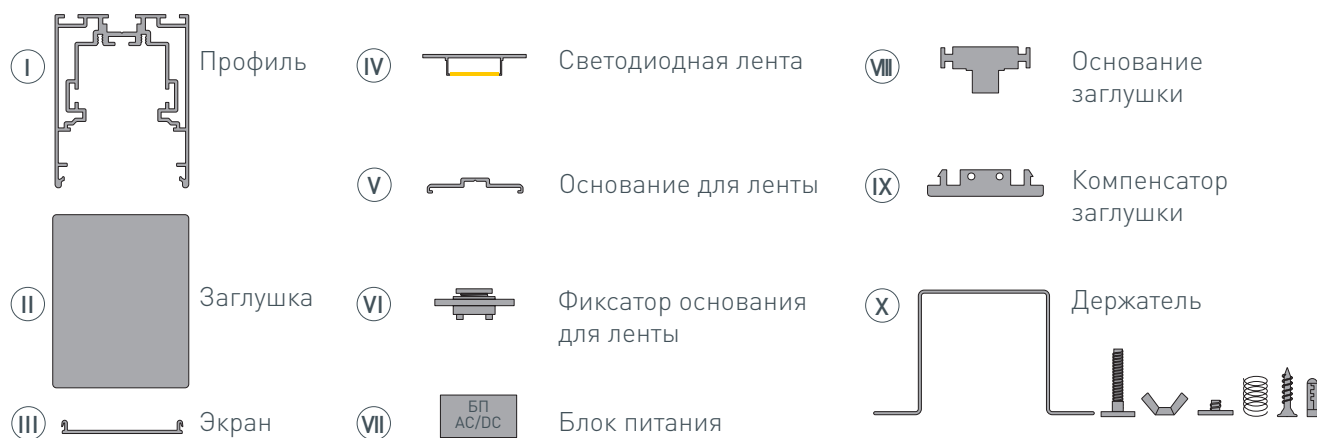 I Профиль
II Заглушка
III Экран
IV Светодиодная лента
V Основание для ленты
VI Фиксатор основания
для ленты
VII БП
AC/DC
Блок питания
VIII Основание
заглушки
IX Компенсатор
заглушки
X Держатель